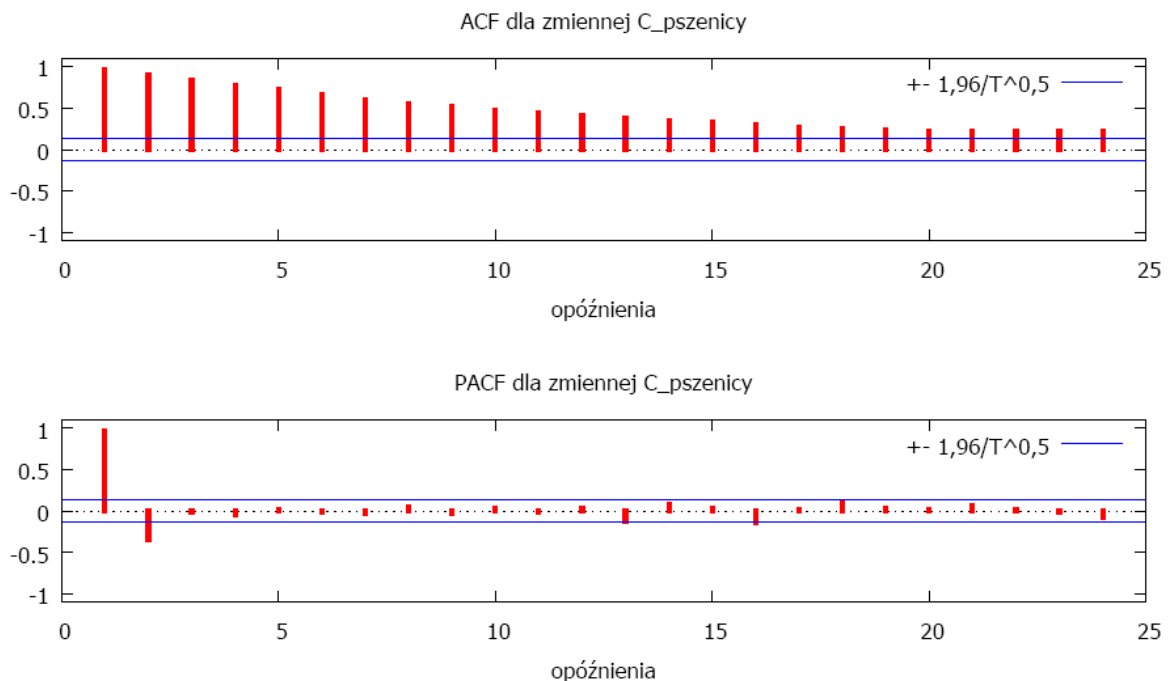 ACF dla zmiennej C_pszenicy
1
0.5
0
-0.5
-1
+- 1,96/T^0,5
0 5 10 15 20 25
opóźnienia
PACF dla zmiennej C_pszenicy
1
0.5
0
-0.5
-1
+- 1,96/T^0,5
0 5 10 15 20 25
opóźnienia